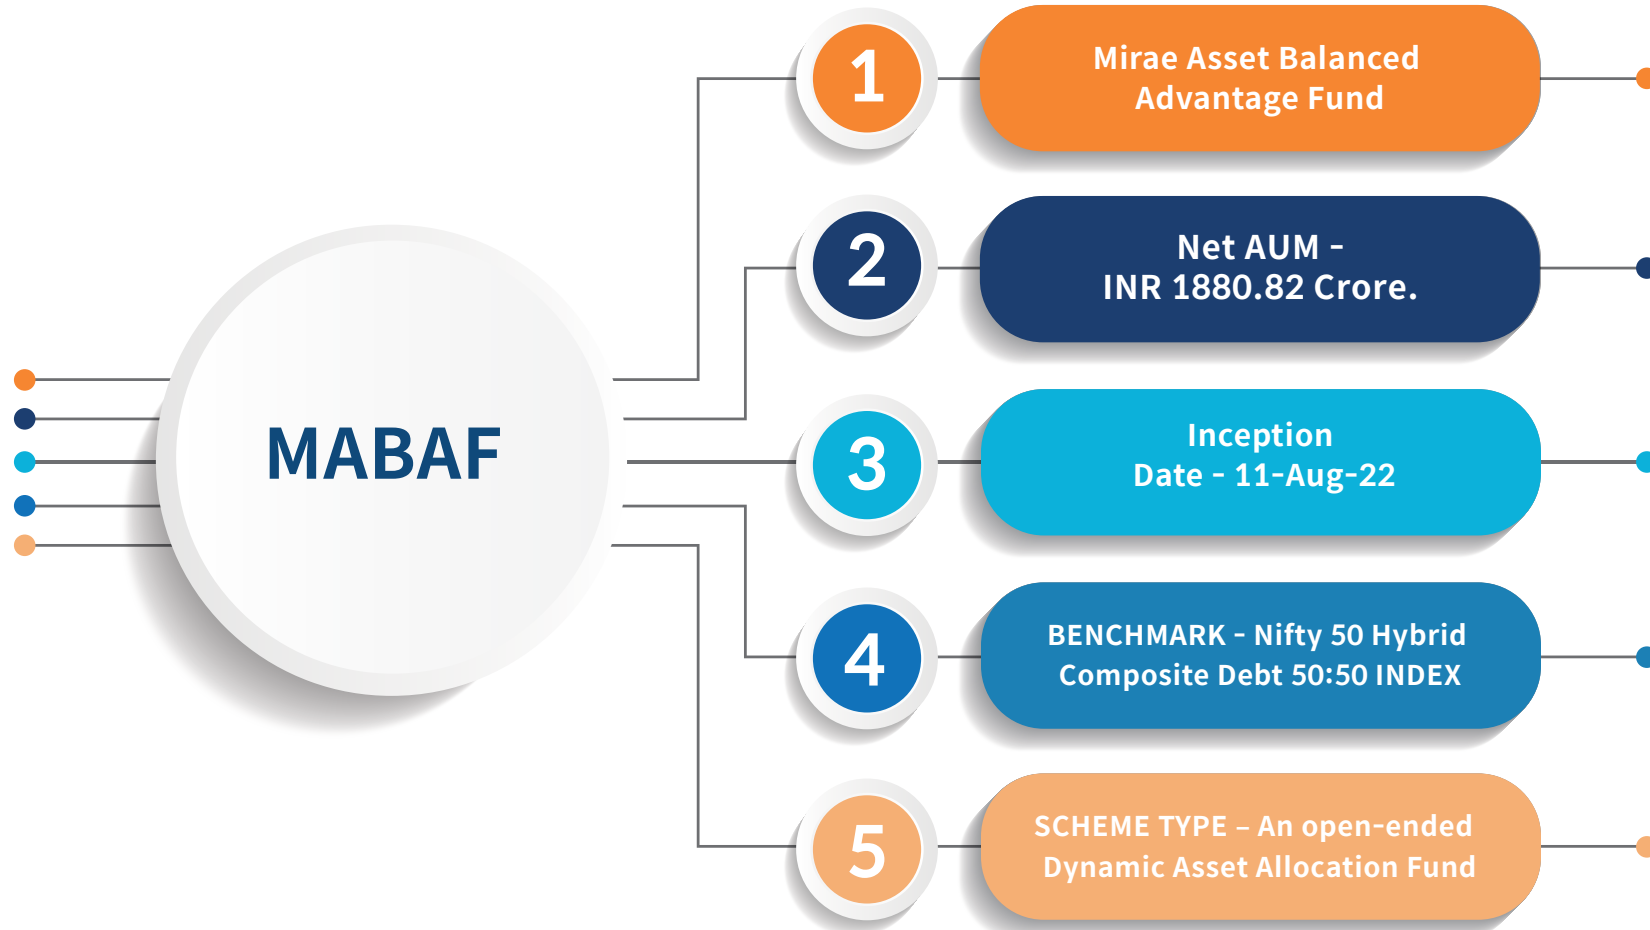 MABAF
1
Mirae Asset Balanced
Advantage Fund
2
Net AUM -
INR 1880.82 Crore.
3
Inception
Date - 11-Aug-22
4
BENCHMARK - Nifty 50 Hybrid
Composite Debt 50:50 INDEX
5
SCHEME TYPE – An open-ended
Dynamic Asset Allocation Fund